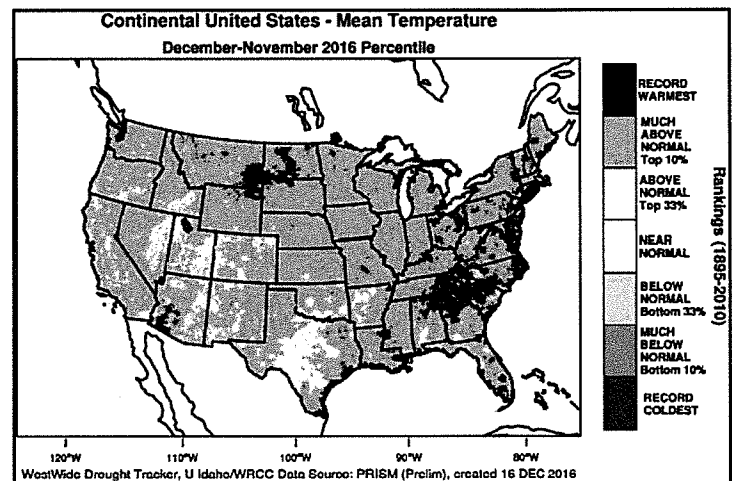 Continental United States - Mean Temperature
December-November 2016 Percentile
RECORD
WARMEST
MUCH
ABOVE
NORMAL
Top 10%
ABOVE
NORMAL
Top 33%
NEAR
NORMAL
BELOW
NORMAL
Bottom 33%
MUCH
BELOW
NORMAL
Bottom 10%
RECORD
COLDEST
Rankings (1895-2010)
120°W 110°W 100°W 90°W 80°W
WestWide Drought Tracker, U Idaho/WRCC Data Source: PRISM (Prelim), created 16 DEC 2016